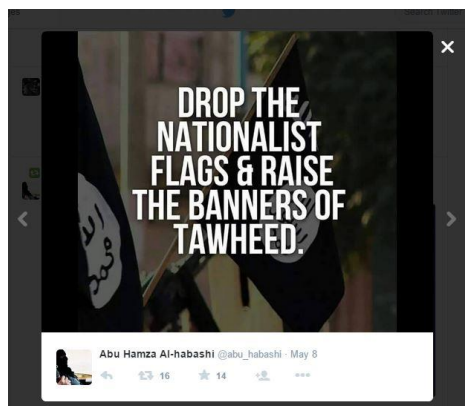 DROP THE
NATIONALIST
FLAGS & RAISE
THE BANNERS OF
TAWHEED.
Abu Hamza Al-habashi @abu_habashi · May 8
16 14